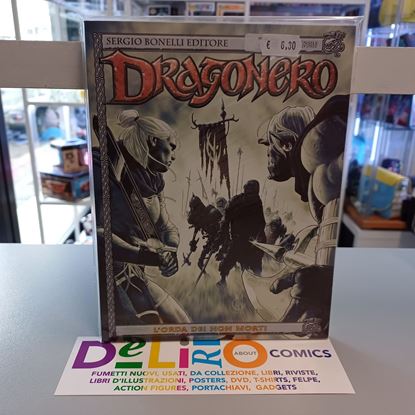 SERGIO BONELLI EDITORE
€ 6,30
DRAGONERO
L'ORDA DEI NON MORTI
DeLiRiO
ABOUT
COMICS
FUMETTI NUOVI, USATI, DA COLLEZIONE, LIBRI, RIVISTE,
LIBRI D'ILLUSTRAZIONI, POSTERS, DVD, T-SHIRTS, FELPE,
ACTION FIGURES, PORTACHIAVI, GADGETS